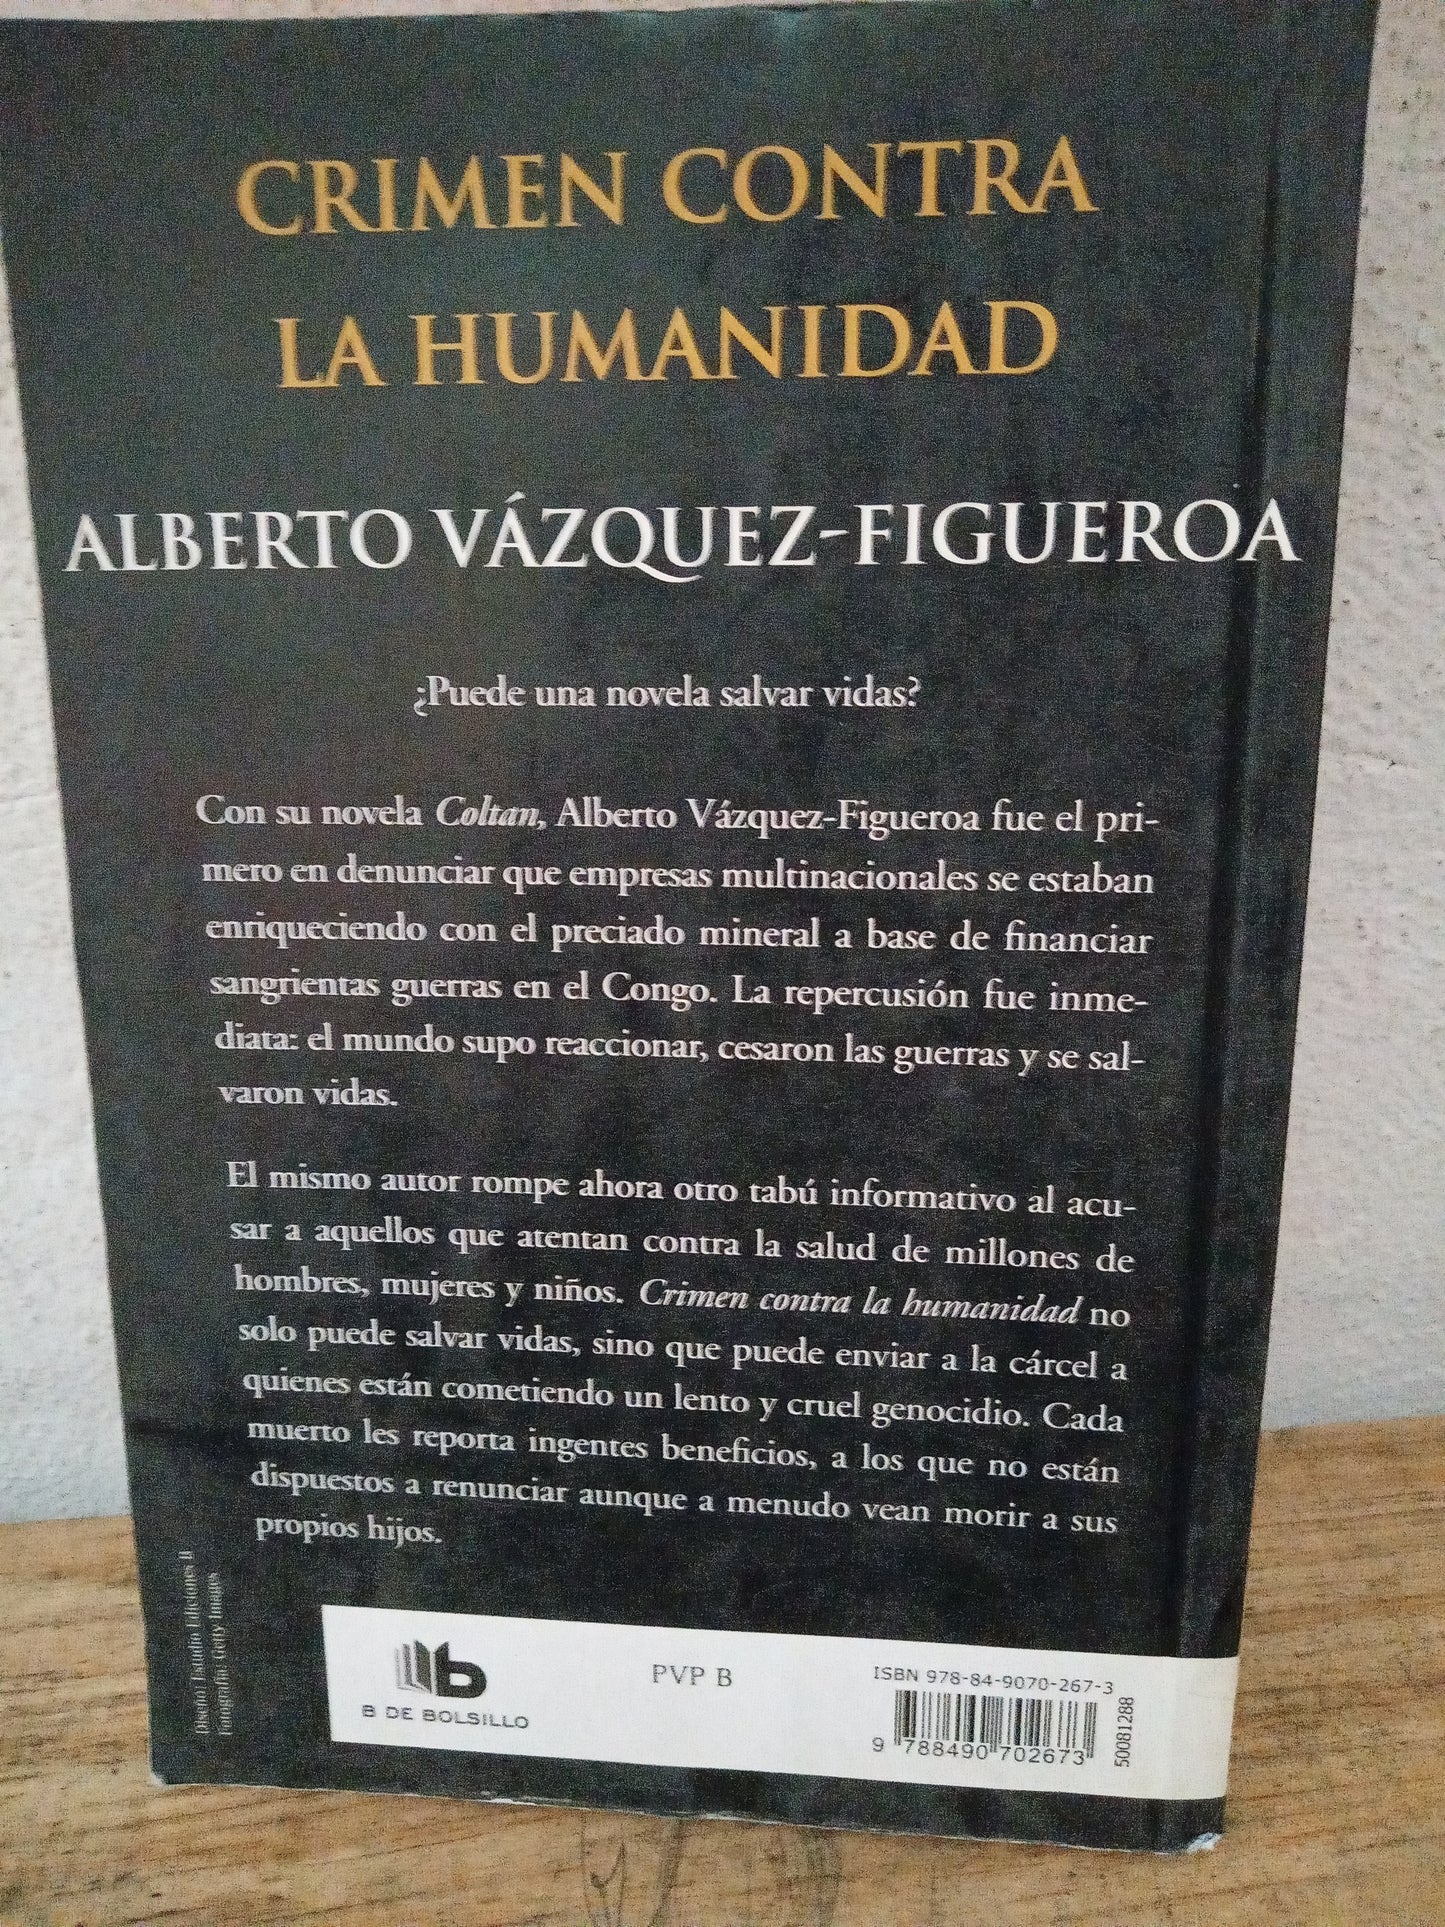 CRIMEN CONTRA
LA HUMANIDAD
ALBERTO VÁZQUEZ-FIGUEROA
¿Puede una novela salvar vidas?
Con su novela Coltan, Alberto Vázquez-Figueroa fue el pri-
mero en denunciar que empresas multinacionales se estaban
enriqueciendo con el preciado mineral a base de financiar
sangrientas guerras en el Congo. La repercusión fue inme-
diata: el mundo supo reaccionar, cesaron las guerras y se sal-
varon vidas.
El mismo autor rompe ahora otro tabú informativo al acu-
sar a aquellos que atentan contra la salud de millones de
hombres, mujeres y niños. Crimen contra la humanidad no
solo puede salvar vidas, sino que puede enviar a la cárcel a
quienes están cometiendo un lento y cruel genocidio. Cada
muerto les reporta ingentes beneficios, a los que no están
dispuestos a renunciar aunque a menudo vean morir a sus
propios hijos.
Diseño: Estudio Ediciones B
Fotografía: Getty Images
b
B DE BOLSILLO
PVP B
ISBN 978-84-9070-267-3
9 788490 702673
50081288